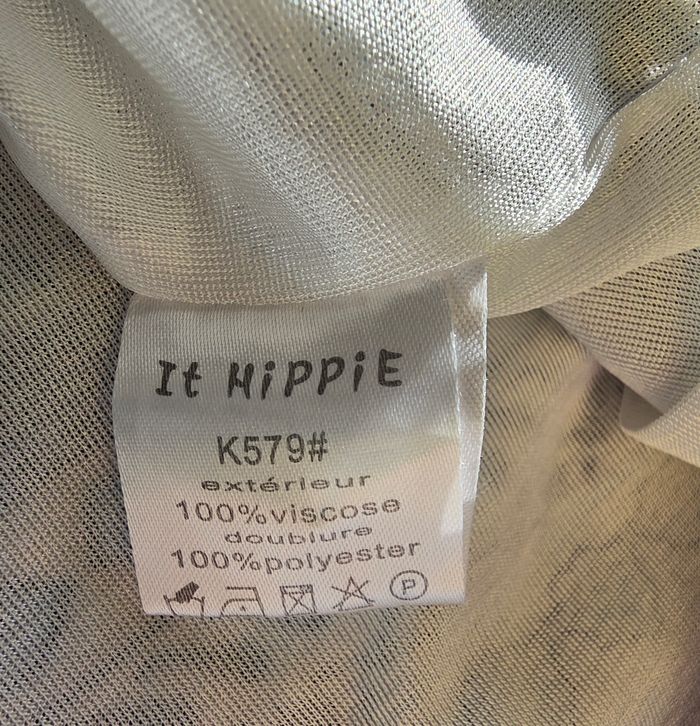 It HiPPiE
K579#
extérieur
100%viscose
doublure
100%polyester
P